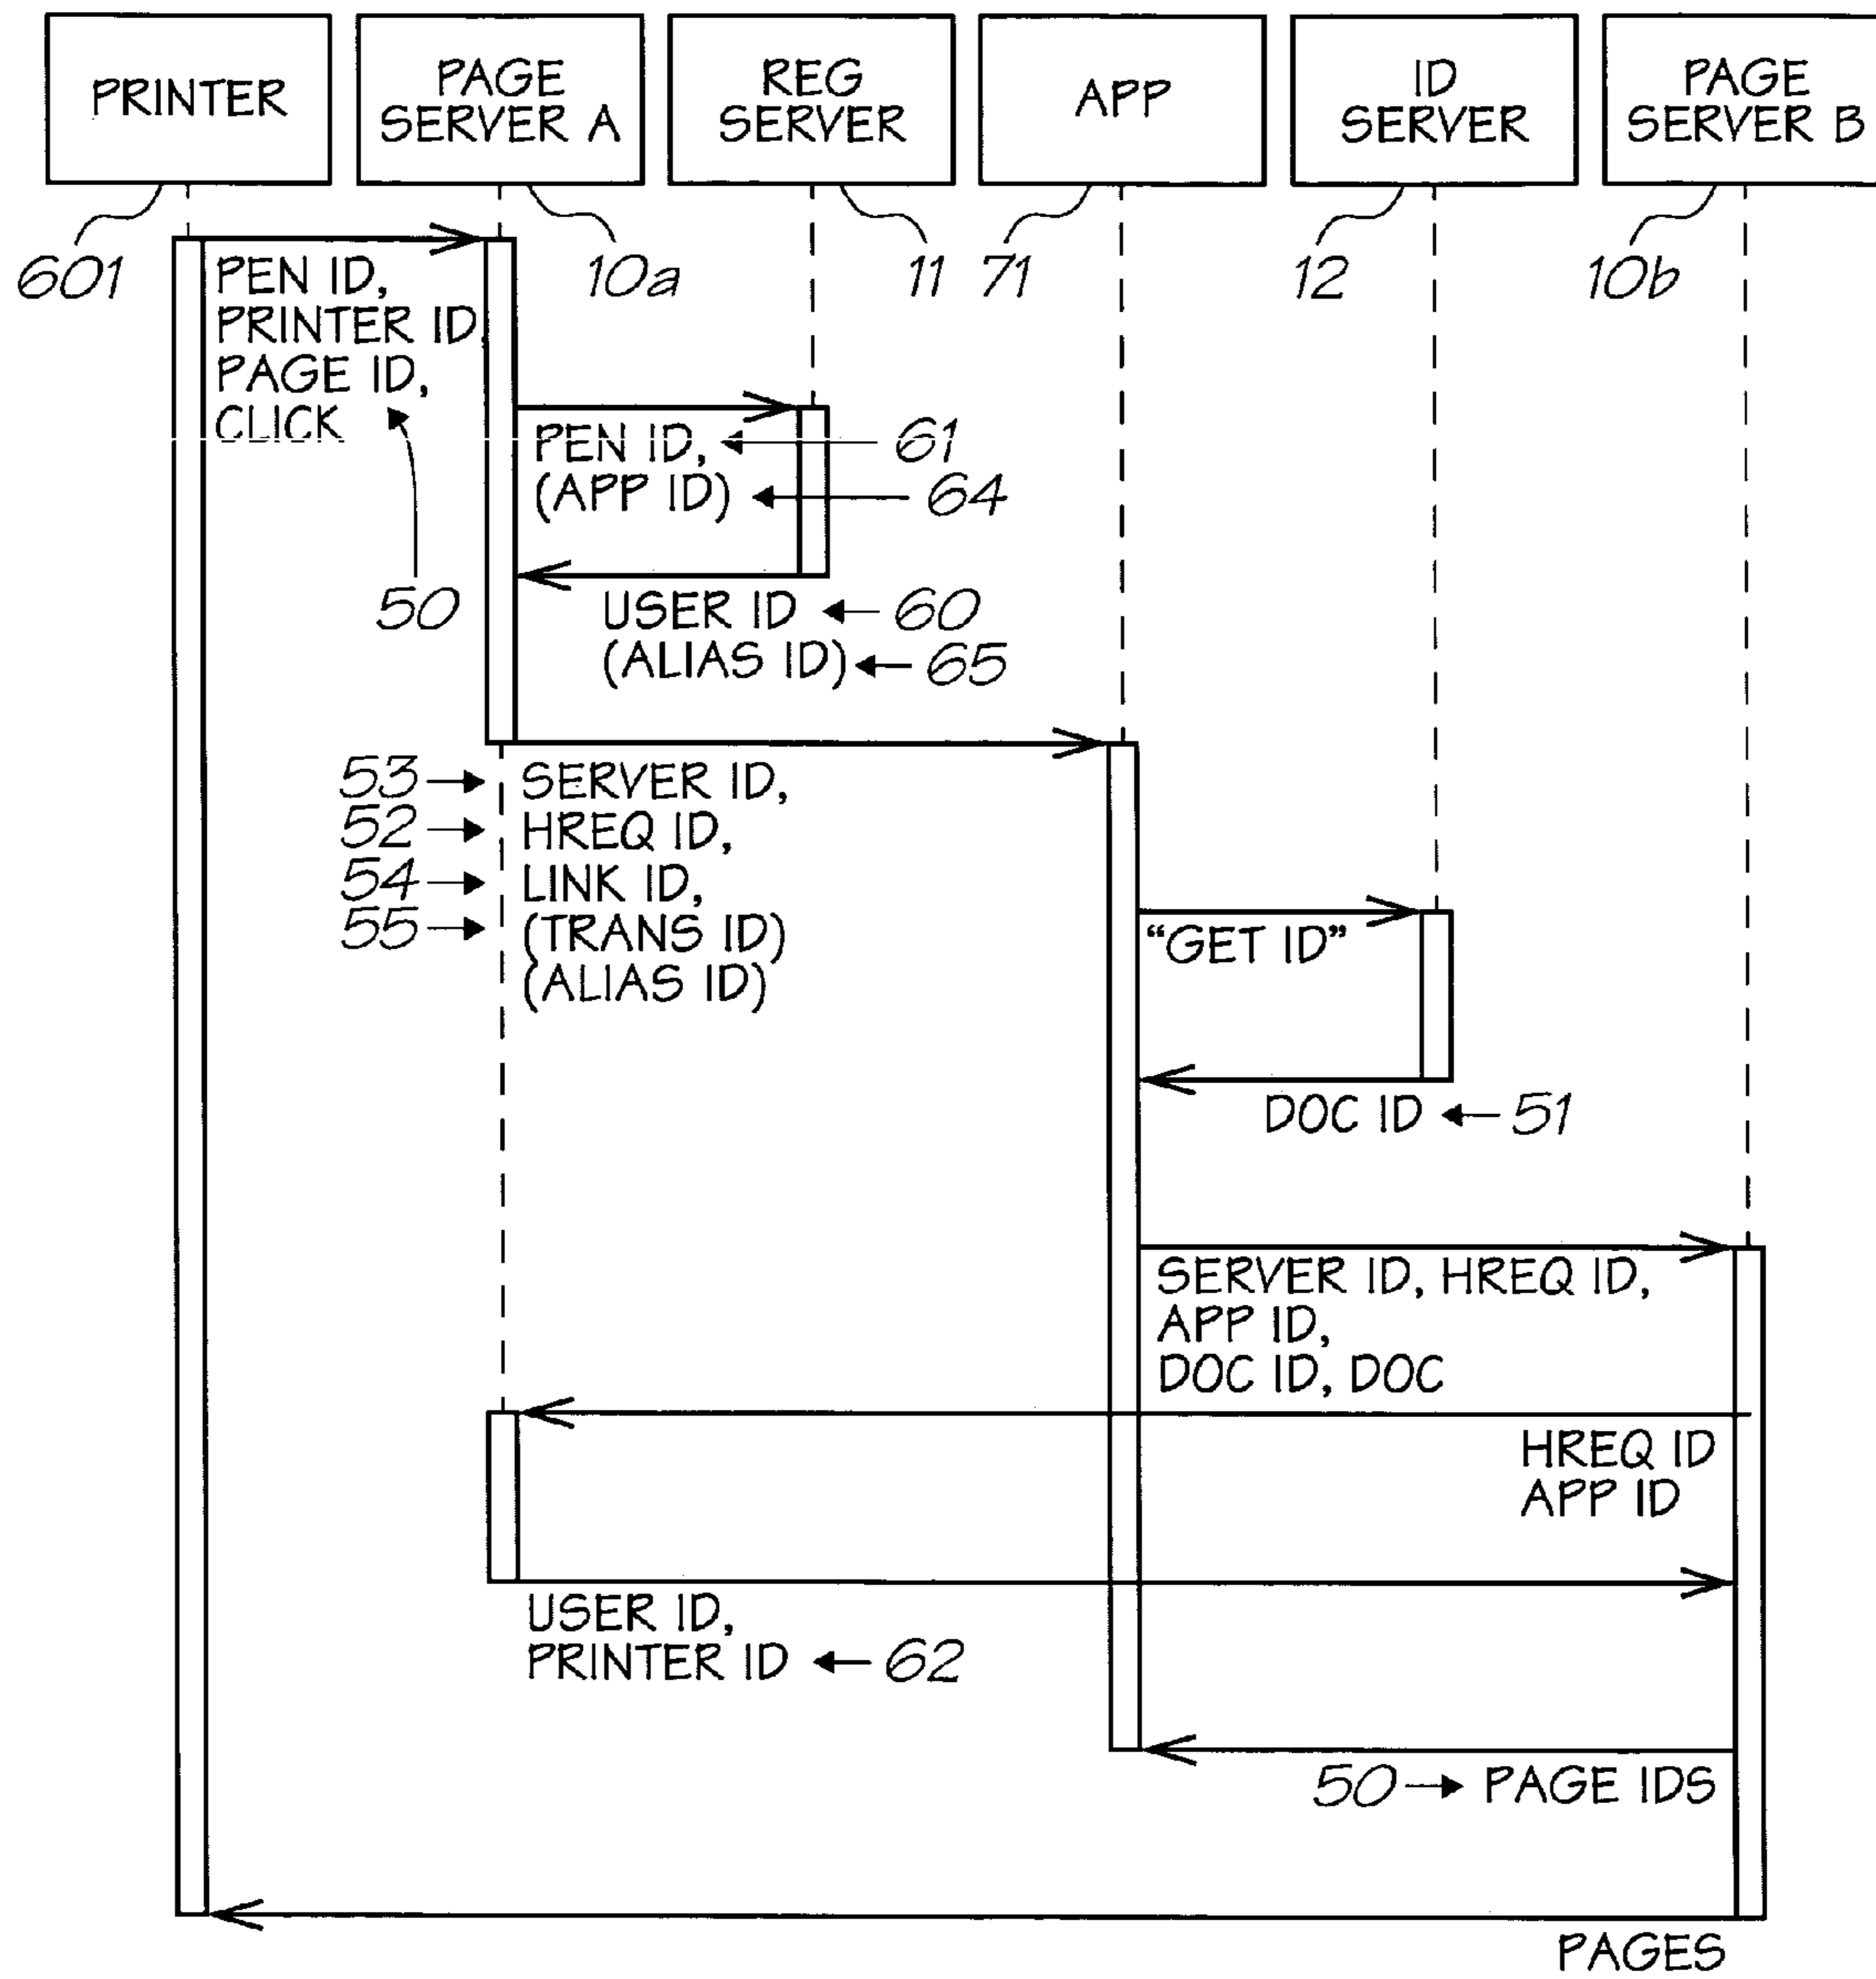 PRINTER
PAGE
SERVER A
REG
SERVER
APP
ID
SERVER
PAGE
SERVER B
601
10a
11
71
12
10b
PEN ID,
PRINTER ID
PAGE ID,
CLICK
50
PEN ID,
61
(APP ID)
64
USER ID
60
(ALIAS ID)
65
53
SERVER ID,
52
HREQ ID,
54
LINK ID,
55
(TRANS ID)
(ALIAS ID)
"GET ID"
DOC ID
51
SERVER ID, HREQ ID,
APP ID,
DOC ID, DOC
HREQ ID
APP ID
USER ID,
PRINTER ID
62
50
PAGE IDS
PAGES